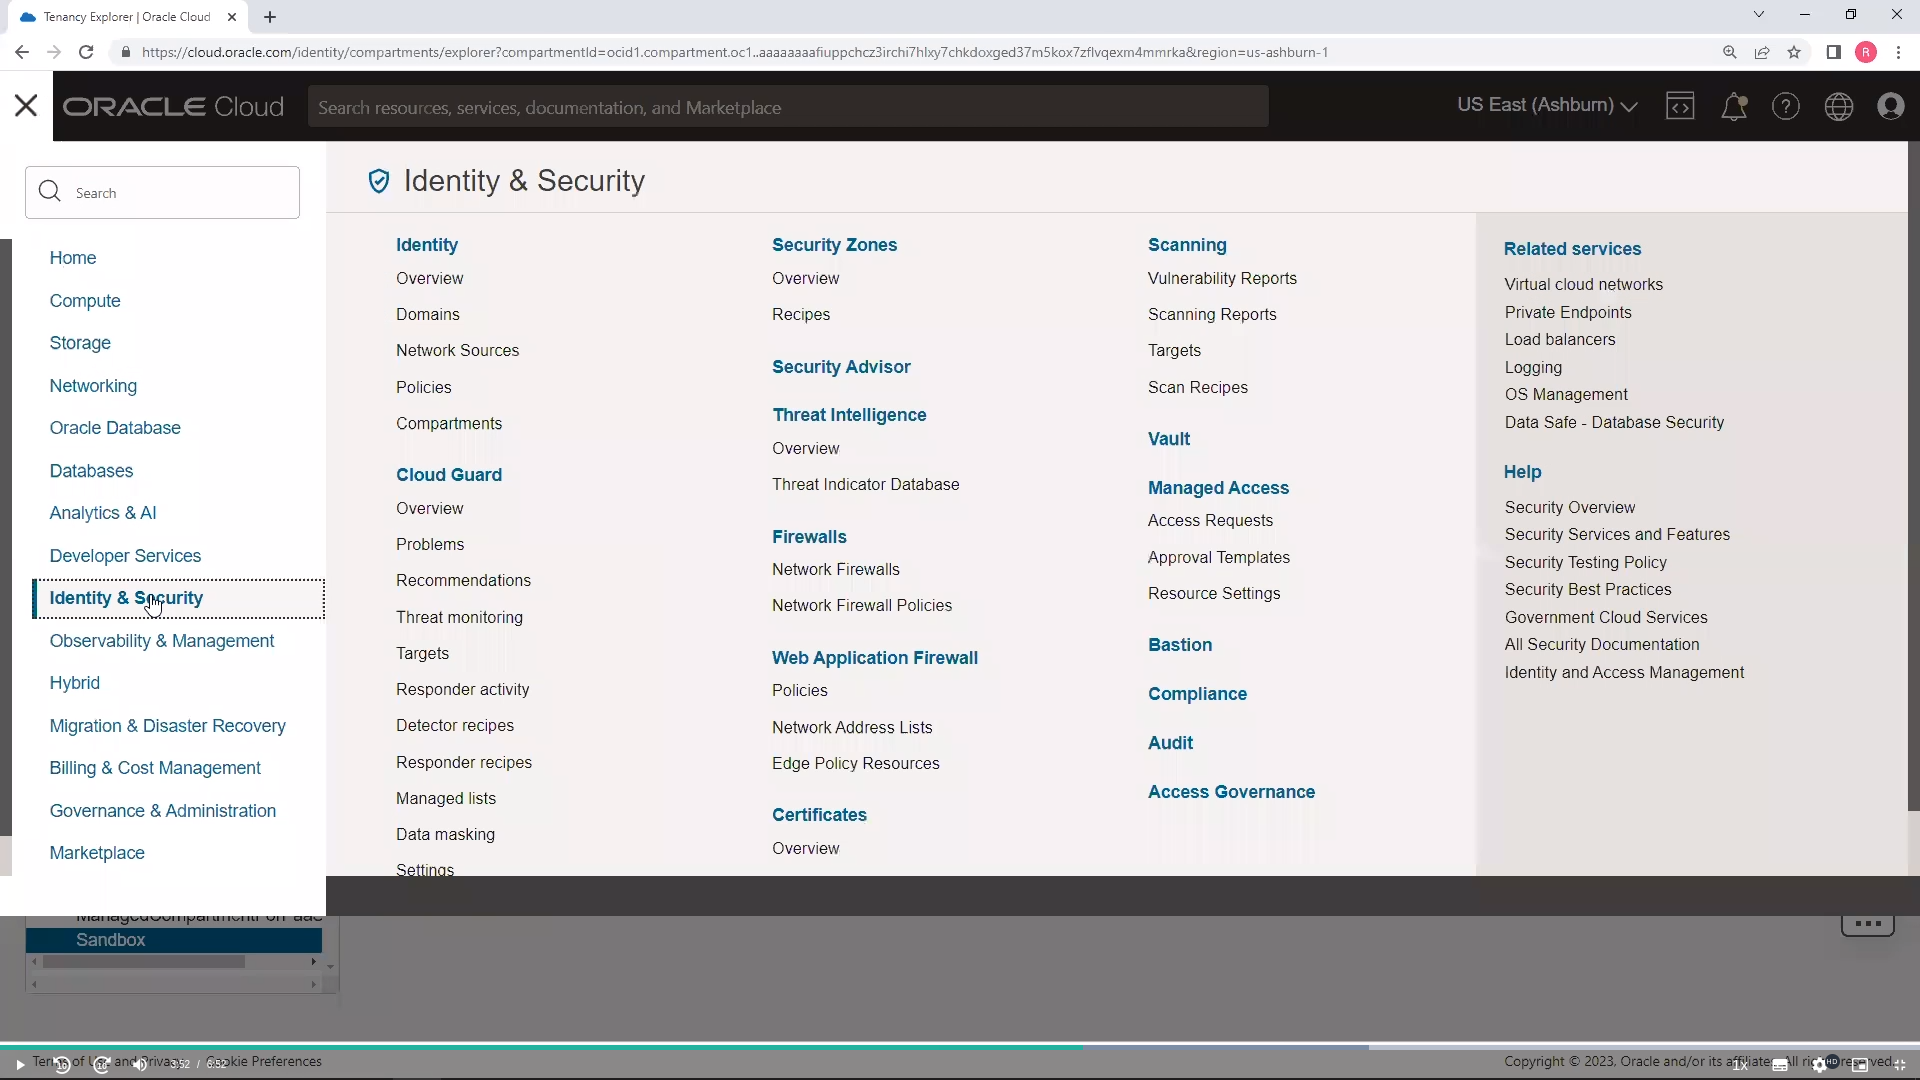 Tenancy Explorer | Oracle Cloud
https://cloud.oracle.com/identity/compartments/explorer?compartmentId=ocid1.compartment.oc1..aaaaaaaafiuppchcz3irchi7hlxy7chkdoxged37m5kox7zflvqexm4mmrka&region=us-ashburn-1
R
ORACLE Cloud
Search resources, services, documentation, and Marketplace
US East (Ashburn)
Search
Home
Compute
Storage
Networking
Oracle Database
Databases
Analytics & AI
Developer Services
Identity & Security
Observability & Management
Hybrid
Migration & Disaster Recovery
Billing & Cost Management
Governance & Administration
Marketplace
Identity & Security
Identity
Overview
Domains
Network Sources
Policies
Compartments
Cloud Guard
Overview
Problems
Recommendations
Threat monitoring
Targets
Responder activity
Detector recipes
Responder recipes
Managed lists
Data masking
Settings
Security Zones
Overview
Recipes
Security Advisor
Threat Intelligence
Overview
Threat Indicator Database
Firewalls
Network Firewalls
Network Firewall Policies
Web Application Firewall
Policies
Network Address Lists
Edge Policy Resources
Certificates
Overview
Scanning
Vulnerability Reports
Scanning Reports
Targets
Scan Recipes
Vault
Managed Access
Access Requests
Approval Templates
Resource Settings
Bastion
Compliance
Audit
Access Governance
Related services
Virtual cloud networks
Private Endpoints
Load balancers
Logging
OS Management
Data Safe - Database Security
Help
Security Overview
Security Services and Features
Security Testing Policy
Security Best Practices
Government Cloud Services
All Security Documentation
Identity and Access Management
Sandbox
Terms of Use and Privacy Cookie Preferences
3:52 / 6:52
Copyright © 2023, Oracle and/or its affiliates. All rights reserved.
1x
HD